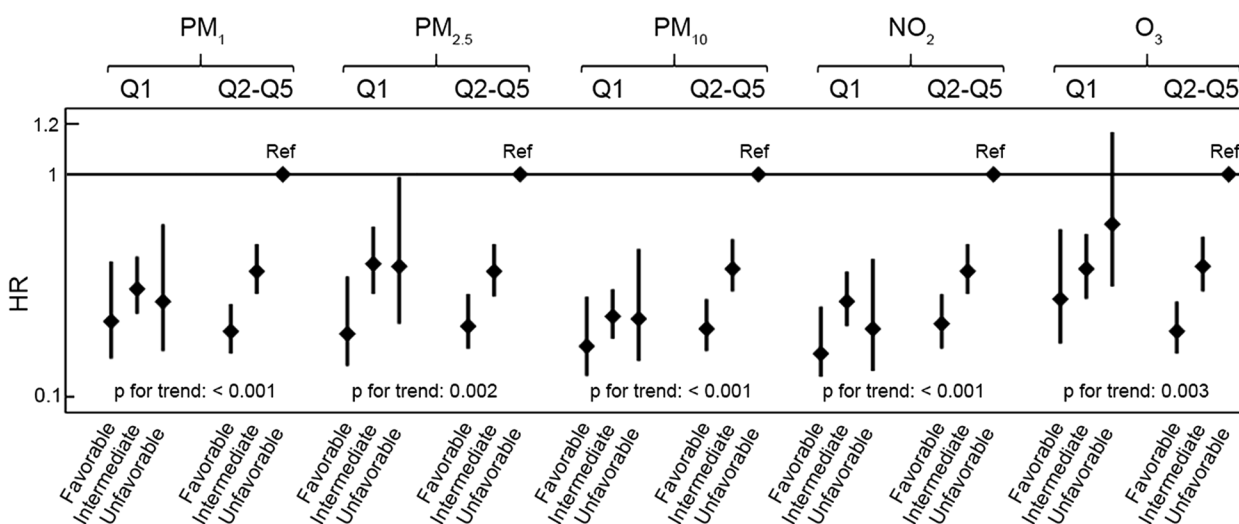 PM1 PM2.5 PM10 NO2 O3
Q1 Q2-Q5 Q1 Q2-Q5 Q1 Q2-Q5 Q1 Q2-Q5 Q1 Q2-Q5
1.2
Ref Ref Ref Ref Ref
1
HR
0.1
p for trend: < 0.001 p for trend: 0.002 p for trend: < 0.001 p for trend: < 0.001 p for trend: 0.003
Favorable Intermediate Unfavorable Favorable Intermediate Unfavorable Favorable Intermediate Unfavorable Favorable Intermediate Unfavorable Favorable Intermediate Unfavorable Favorable Intermediate Unfavorable Favorable Intermediate Unfavorable Favorable Intermediate Unfavorable Favorable Intermediate Unfavorable Favorable Intermediate Unfavorable